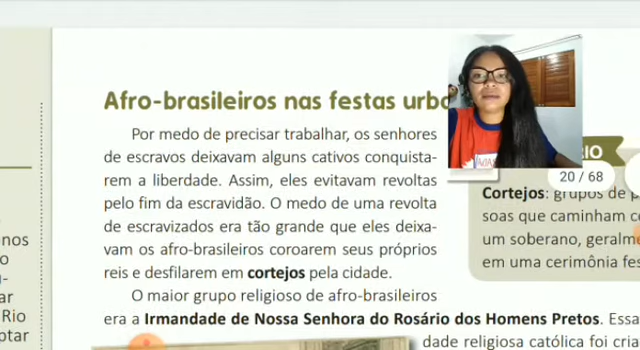 Afro-brasileiros nas festas
Por medo de precisar trabalhar, os senhores
de escravos deixavam alguns cativos conquista-
rem a liberdade. Assim, eles evitavam revoltas
pelo fim da escravidão. O medo de uma revolta
de escravizados era tão grande que eles deixa-
vam os afro-brasileiros coroarem seus próprios
reis e desfilarem em cortejos pela cidade.
O maior grupo religioso de afro-brasileiros
era a Irmandade de Nossa Senhora do Rosário dos Homens Pretos. Essa
dade religiosa católica foi cria
20 / 68
Cortejos: grupos de p
soas que caminham
um soberano, geralm
em uma cerimônia fes
nos
o
ar
Rio
ptar